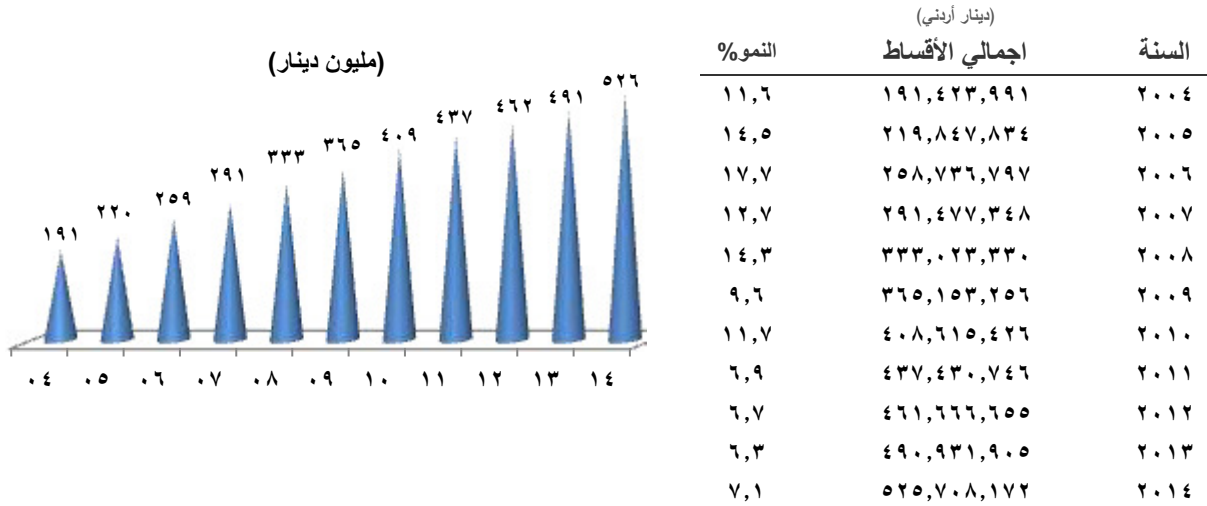 (مليون دينار)
١٩١ ٢٢٠ ٢٥٩ ٢٩١ ٣٣٣ ٣٦٥ ٤٠٩ ٤٣٧ ٤٦٢ ٤٩١ ٥٢٦
٠٤ ٠٥ ٠٦ ٠٧ ٠٨ ٠٩ ١٠ ١١ ١٢ ١٣ ١٤
(دينار أردني)
السنة اجمالي الأقساط النمو%
٢٠٠٤ ١٩١,٤٢٣,٩٩١ ١١,٦
٢٠٠٥ ٢١٩,٨٤٧,٨٣٤ ١٤,٥
٢٠٠٦ ٢٥٨,٧٣٦,٧٩٧ ١٧,٧
٢٠٠٧ ٢٩١,٤٧٧,٣٤٨ ١٢,٧
٢٠٠٨ ٣٣٣,٠٢٣,٣٣٠ ١٤,٣
٢٠٠٩ ٣٦٥,١٥٣,٢٥٦ ٩,٦
٢٠١٠ ٤٠٨,٦١٥,٤٢٦ ١١,٧
٢٠١١ ٤٣٧,٤٣٠,٧٤٦ ٦,٩
٢٠١٢ ٤٦١,٦٦٦,٦٥٥ ٦,٧
٢٠١٣ ٤٩٠,٩٣١,٩٠٥ ٦,٣
٢٠١٤ ٥٢٥,٧٠٨,١٧٢ ٧,١